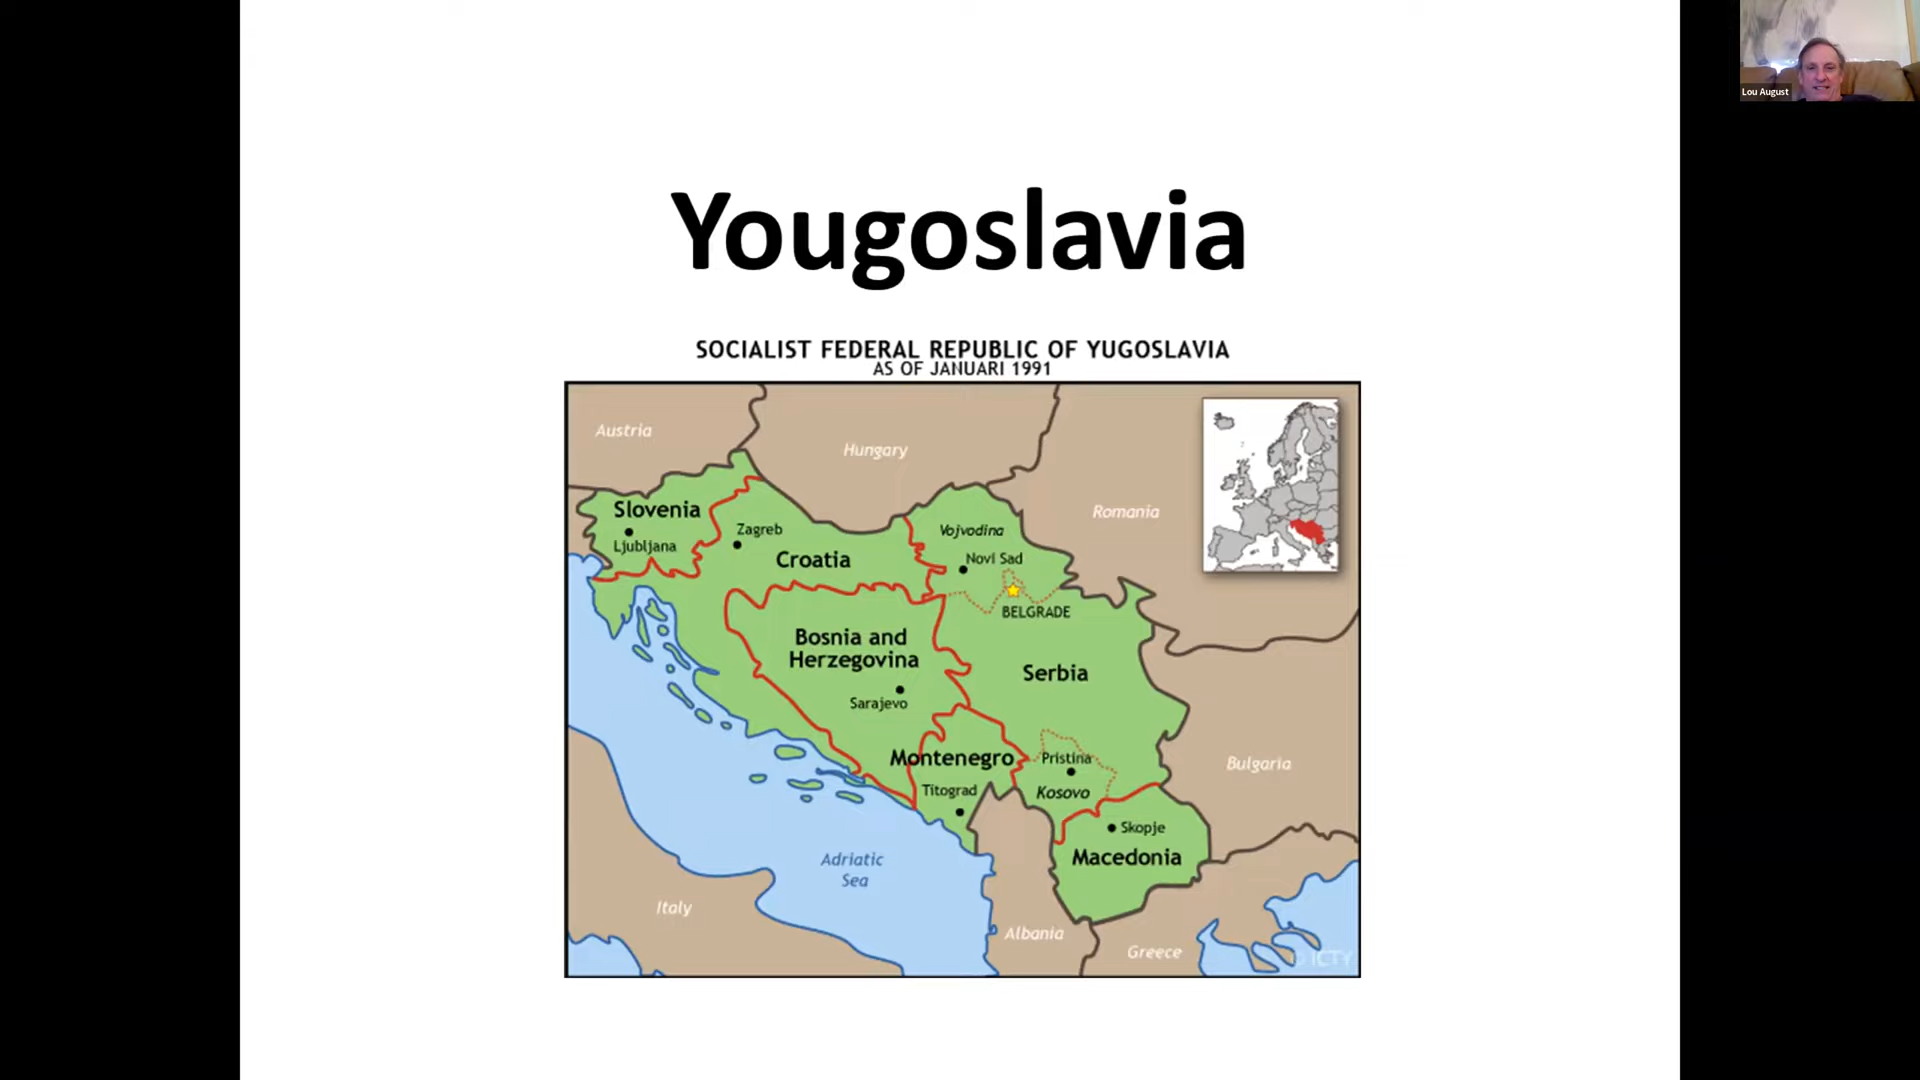 Lou August
Yougoslavia
SOCIALIST FEDERAL REPUBLIC OF YUGOSLAVIA
AS OF JANUARI 1991
Austria
Hungary
Romania
Slovenia
Ljubljana
Zagreb
Croatia
Vojvodina
Novi Sad
BELGRADE
Bosnia and
Herzegovina
Sarajevo
Serbia
Montenegro
Titograd
Pristina
Kosovo
Bulgaria
Skopje
Macedonia
Adriatic
Sea
Italy
Albania
Greece
© ICTY